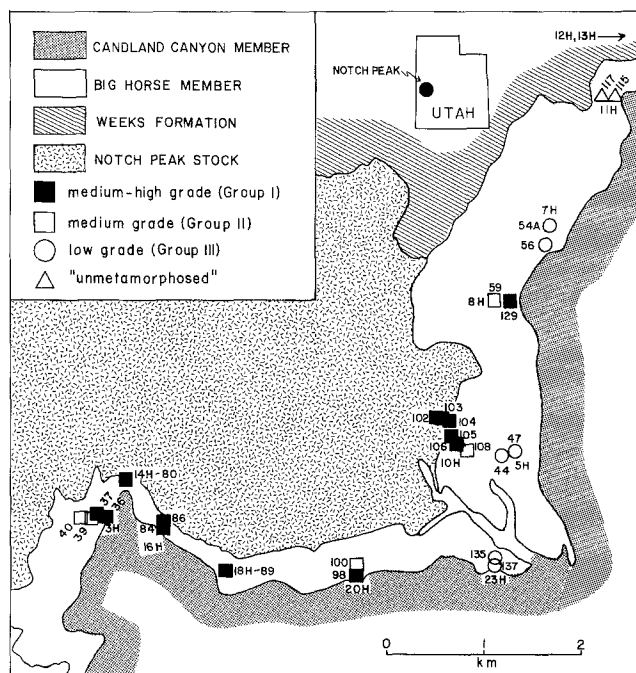 CANDLAND CANYON MEMBER
BIG HORSE MEMBER
WEEKS FORMATION
NOTCH PEAK STOCK
medium-high grade (Group I)
medium grade (Group II)
low grade (Group III)
"unmetamorphosed"
NOTCH PEAK
UTAH
12H, 13H
117
115
11H
7H
54A
56
59
8H
129
103
102
104
105
106
108
10H
47
44
5H
14H-80
37
38
40
39
3H
86
84
16H
18H-89
100
98
20H
135
137
23H
0 1 2
km